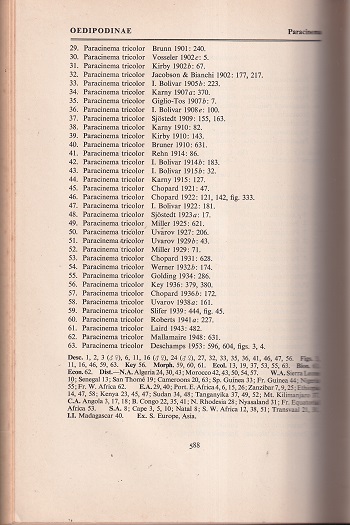 OEDIPODINAE Paracinema
29. Paracinema tricolor Brunn 1901: 240.
30. Paracinema tricolor Vosseler 1902c: 5.
31. Paracinema tricolor Kirby 1902b: 67.
32. Paracinema tricolor Jacobson & Bianchi 1902: 177, 217.
33. Paracinema tricolor I. Bolivar 1905b: 223.
34. Paracinema tricolor Karny 1907a: 370.
35. Paracinema tricolor Giglio-Tos 1907b: 7.
36. Paracinema tricolor I. Bolivar 1908e: 100.
37. Paracinema tricolor Sjöstedt 1909: 155, 163.
38. Paracinema tricolor Karny 1910: 82.
39. Paracinema tricolor Kirby 1910: 143.
40. Paracinema tricolor Bruner 1910: 631.
41. Paracinema tricolor Rehn 1914: 86.
42. Paracinema tricolor I. Bolivar 1914b: 183.
43. Paracinema tricolor I. Bolivar 1915b: 32.
44. Paracinema tricolor Karny 1915: 127.
45. Paracinema tricolor Chopard 1921: 47.
46. Paracinema tricolor Chopard 1922: 121, 142, fig. 333.
47. Paracinema tricolor I. Bolivar 1922: 181.
48. Paracinema tricolor Sjöstedt 1923a: 17.
49. Paracinema tricolor Miller 1925: 621.
50. Paracinema tricolor Uvarov 1927: 206.
51. Paracinema tricolor Uvarov 1929b: 43.
52. Paracinema tricolor Miller 1929: 71.
53. Paracinema tricolor Chopard 1931: 628.
54. Paracinema tricolor Werner 1932b: 174.
55. Paracinema tricolor Golding 1934: 286.
56. Paracinema tricolor Key 1936: 379, 380.
57. Paracinema tricolor Chopard 1936b: 172.
58. Paracinema tricolor Uvarov 1938a: 161.
59. Paracinema tricolor Slifer 1939: 444, fig. 45.
60. Paracinema tricolor Roberts 1941a: 227.
61. Paracinema tricolor Laird 1943: 482.
62. Paracinema tricolor Mallamaire 1948: 631.
63. Paracinema tricolor Deschamps 1953: 596, 604, figs. 3, 4.
Desc. 1, 2, 3 (♂ ♀), 6, 11, 16 (♂ ♀), 24 (♂ ♀), 27, 32, 33, 35, 36, 41, 46, 47, 56. Figs.
11, 16, 46, 59, 63. Key 56. Morph. 59, 60, 61. Ecol. 13, 19, 37, 53, 55, 63. Bion.
Econ. 62. Dist.—N.A. Algeria 24, 30, 43; Morocco 42, 43, 50, 54, 57. W.A. Sierra Leone
10; Senegal 13; San Thomé 19; Cameroons 20, 63; Sp. Guinea 33; Fr. Guinea 44; Nigeria
55; Fr. W. Africa 62. E.A. 29, 40; Port. E. Africa 4, 6, 15, 26; Zanzibar 7, 9, 25; Ethiopia
14, 47, 58; Kenya 23, 45, 47; Sudan 34, 48; Tanganyika 37, 49, 52; Mt. Kilimanjaro
C.A. Angola 3, 17, 18; B. Congo 22, 35, 41; N. Rhodesia 28; Nyasaland 31; Fr. Equatorial
Africa 53. S.A. 8; Cape 3, 5, 10; Natal 8; S. W. Africa 12, 38, 51; Transvaal
I.I. Madagascar 40. Ex. S. Europe, Asia.
588